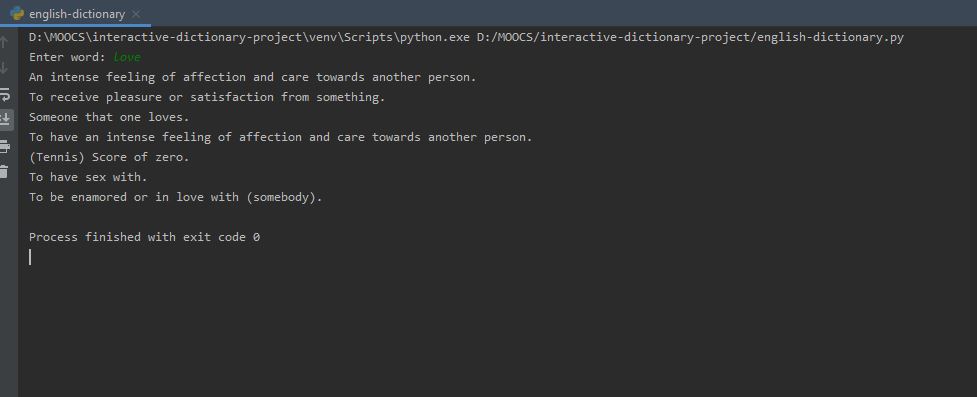 english-dictionary
D:\MOOCS\interactive-dictionary-project\venv\Scripts\python.exe D:/MOOCS/interactive-dictionary-project/english-dictionary.py
Enter word: love
An intense feeling of affection and care towards another person.
To receive pleasure or satisfaction from something.
Someone that one loves.
To have an intense feeling of affection and care towards another person.
(Tennis) Score of zero.
To have sex with.
To be enamored or in love with (somebody).
Process finished with exit code 0